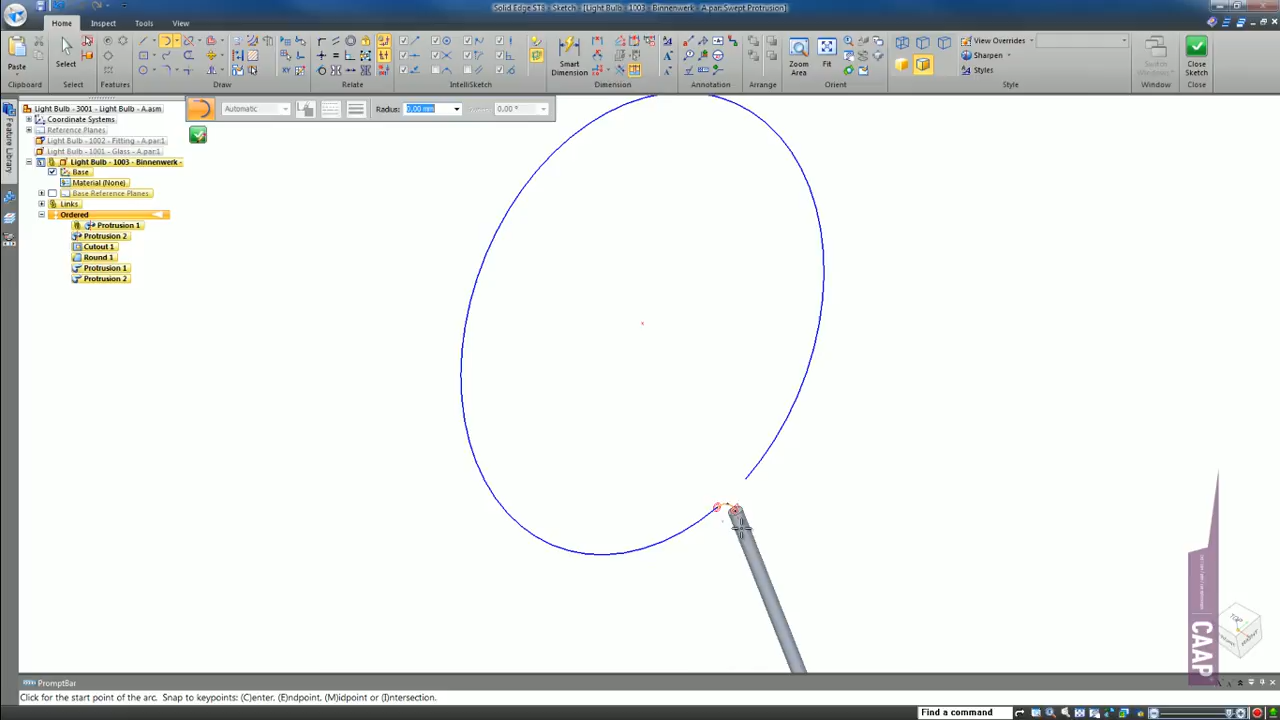 Solid Edge ST8 - Sketch - [Light Bulb - 1003 - Binnenwerk - A.par:Swept Protrusion]
Home Inspect Tools View
Paste
Clipboard
Select
Select
Features
Draw
Relate
IntelliSketch
Smart Dimension
Dimension
Annotation
Arrange
Zoom Area
Fit
Orient
View Overrides
Sharpen
Styles
Style
Switch Windows
Window
Close Sketch
Close
Light Bulb - 3001 - Light Bulb - A.asm
Coordinate Systems
Reference Planes
Light Bulb - 1002 - Fitting - A.par:1
Light Bulb - 1001 - Glass - A.par:1
Light Bulb - 1003 - Binnenwerk -
Base
Material (None)
Base Reference Planes
Links
Ordered
Protrusion 1
Protrusion 2
Cutout 1
Round 1
Protrusion 1
Protrusion 2
Feature Library
Automatic
Radius: 0,00 mm
0,00 °
TOP
RIGHT
CAAP
PromptBar
Click for the start point of the arc. Snap to keypoints: (C)enter, (E)ndpoint, (M)idpoint or (I)ntersection.
Find a command